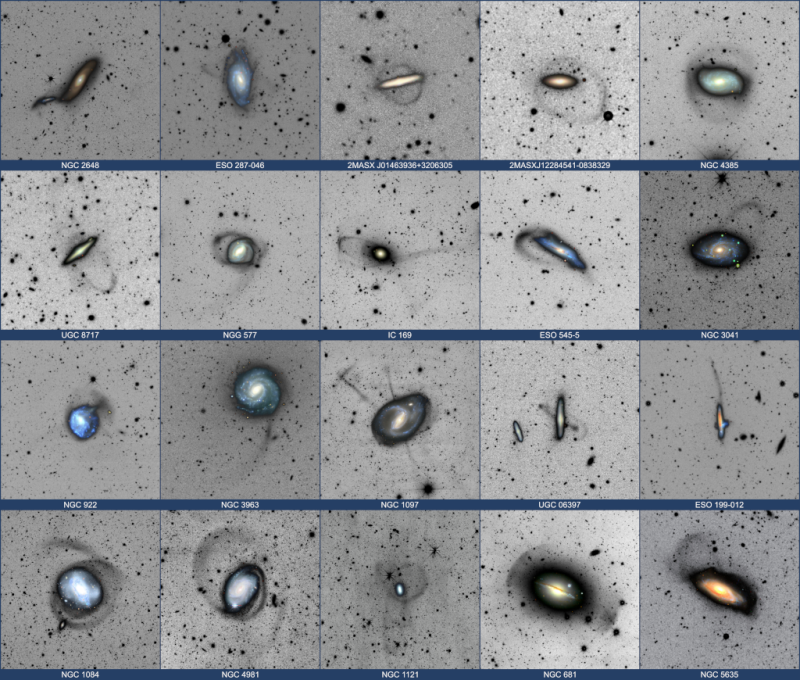 NGC 2648
ESO 287-046
2MASX J01463936+3206305
2MASXJ12284541-0838329
NGC 4385
UGC 8717
NGG 577
IC 169
ESO 545-5
NGC 3041
NGC 922
NGC 3963
NGC 1097
UGC 06397
ESO 199-012
NGC 1084
NGC 4981
NGC 1121
NGC 681
NGC 5635